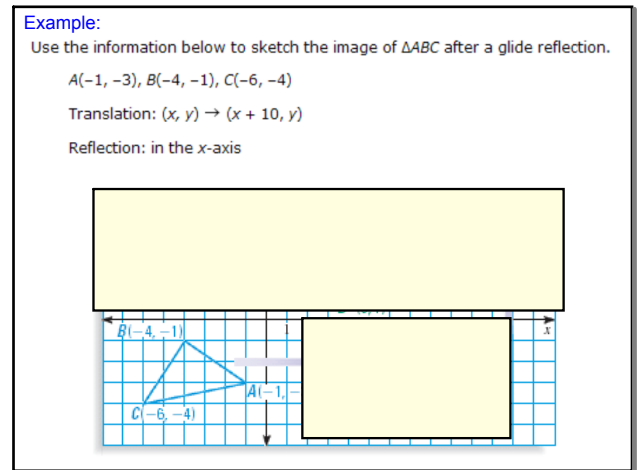 Example:
Use the information below to sketch the image of ΔABC after a glide reflection.
A(−1, −3), B(−4, −1), C(−6, −4)
Translation: (x, y) → (x + 10, y)
Reflection: in the x-axis
B(−4, −1)
1
x
A(−1, −
C(−6, −4)